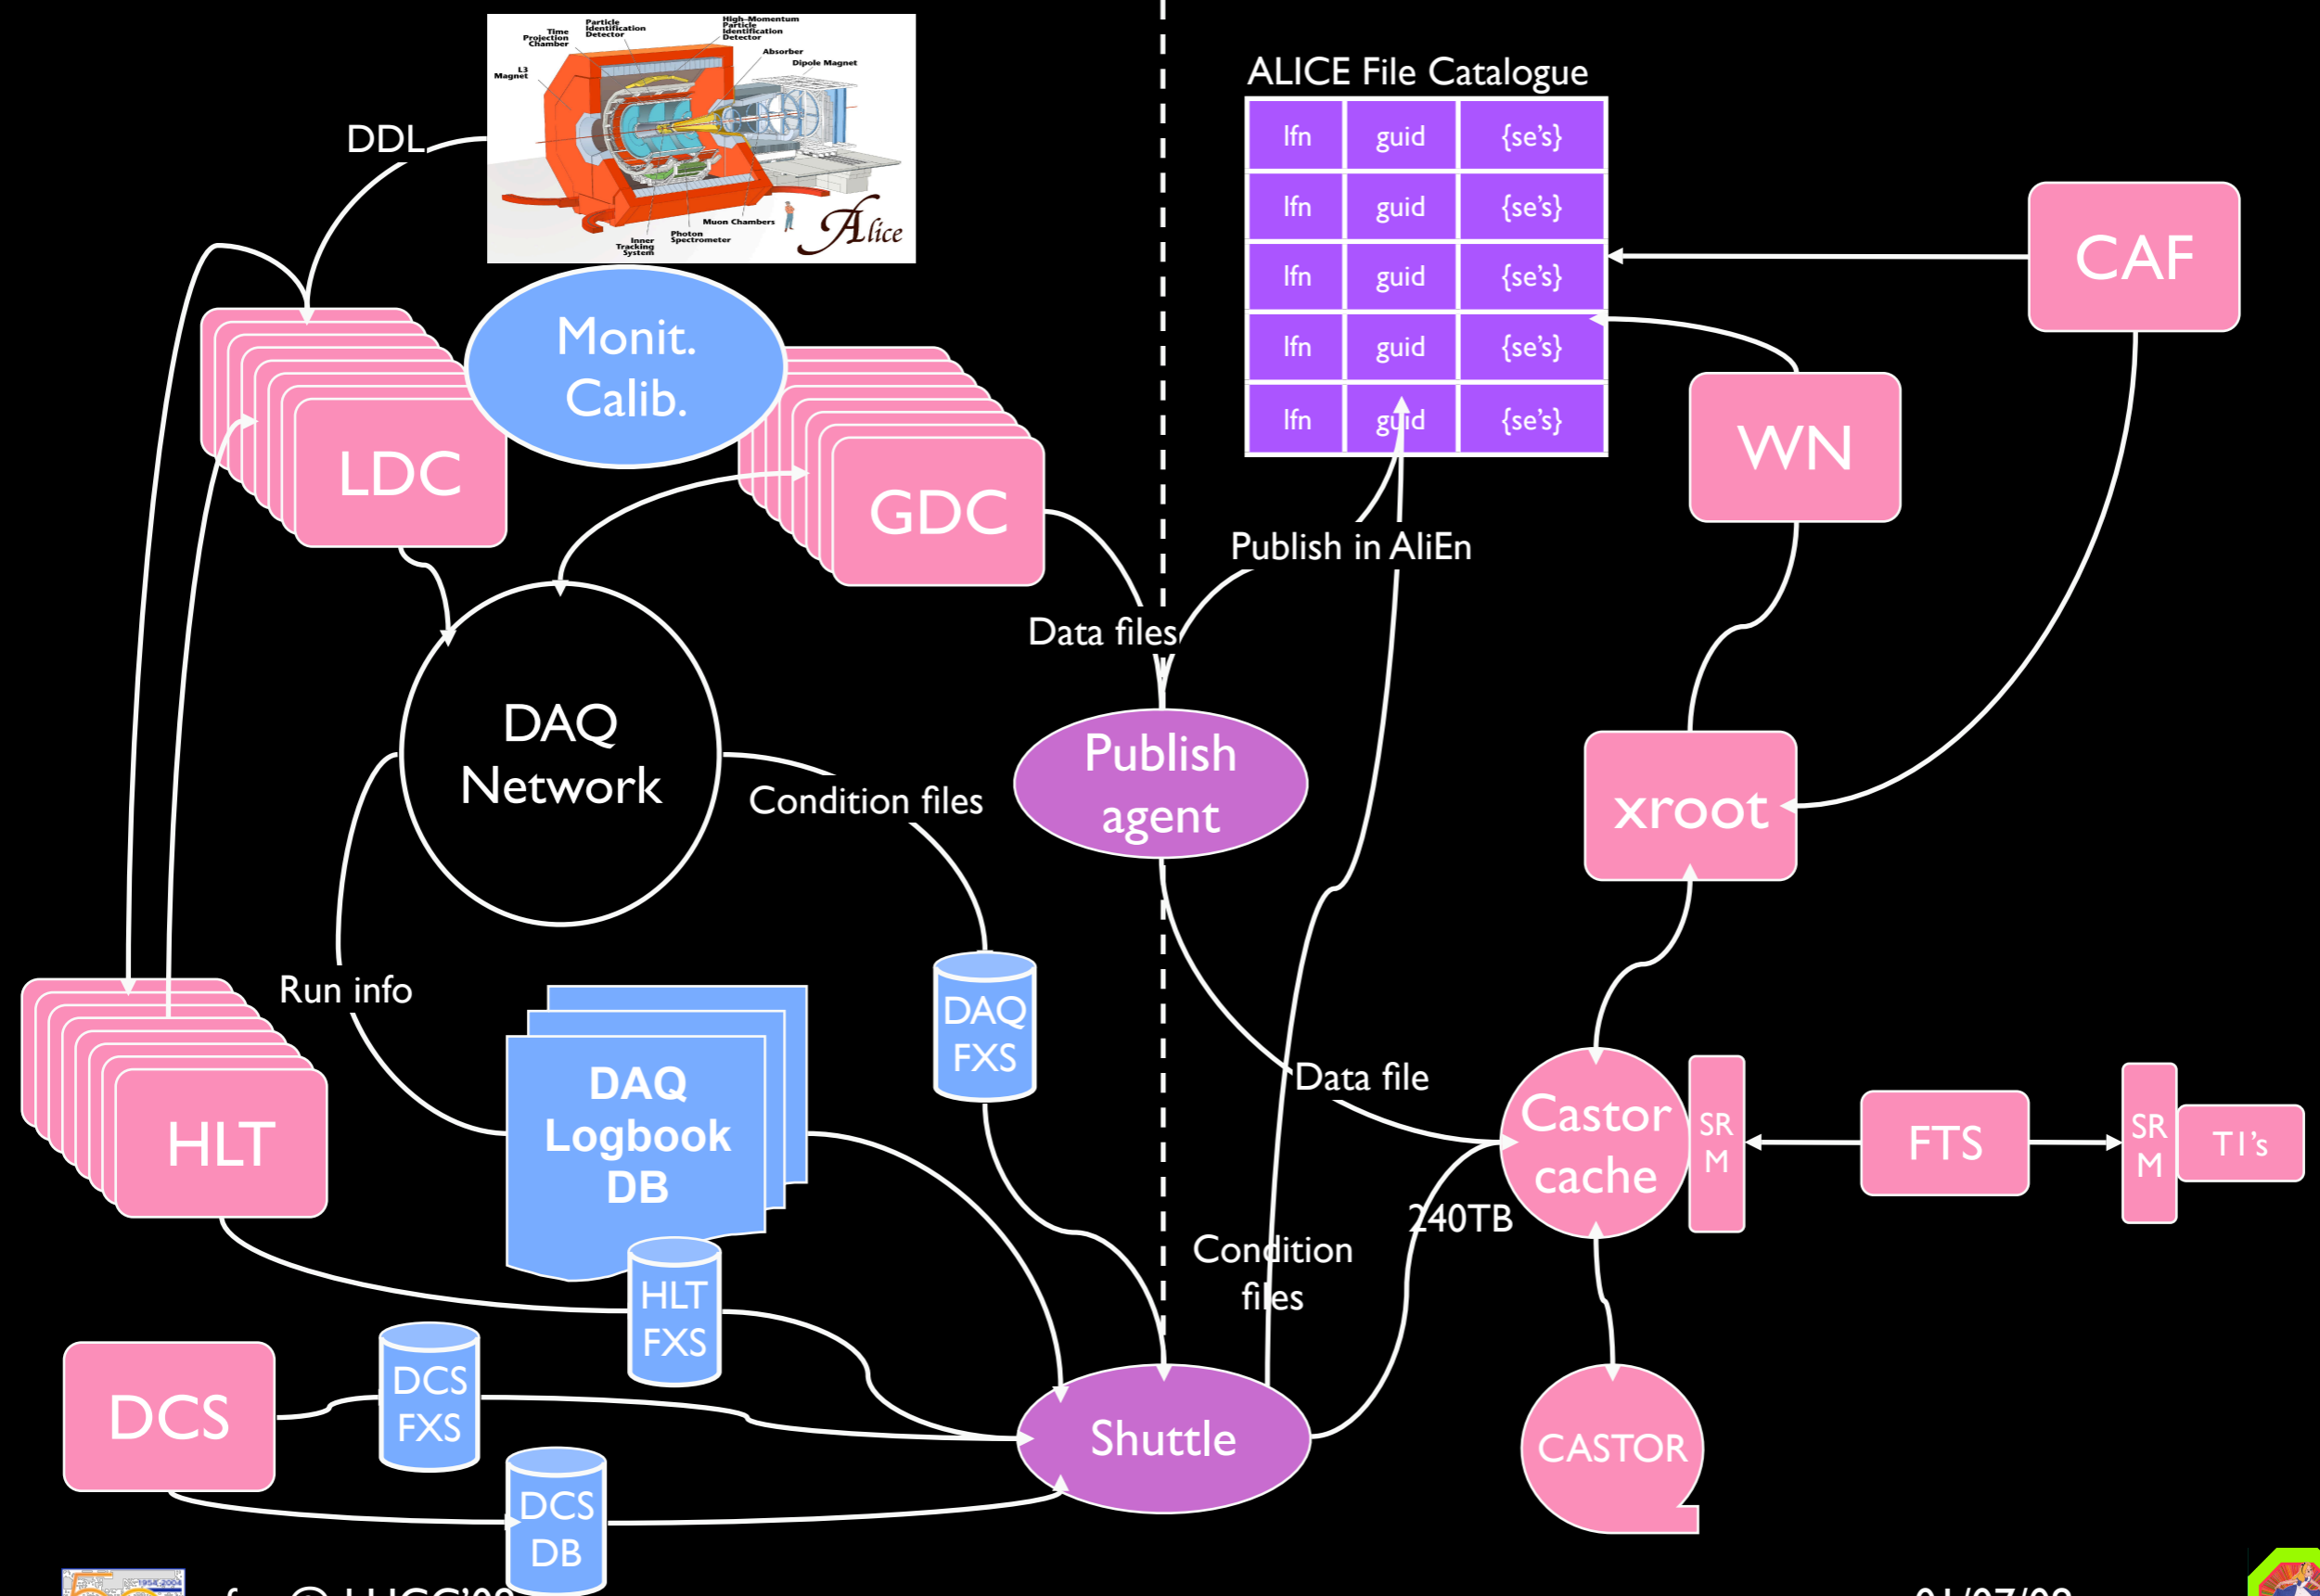 Time
Projection
Chamber
Particle
Identification
Detector
High-Momentum
Particle
Identification
Detector
Absorber
Dipole Magnet
L3
Magnet
Muon Chambers
Photon
Spectrometer
Inner
Tracking
System
Alice
DDL
Monit.
Calib.
LDC
GDC
DAQ
Network
Data files
Condition files
Run info
DAQ
FXS
DAQ
Logbook
DB
HLT
HLT
FXS
DCS
DCS
FXS
DCS
DB
Publish
agent
Shuttle
ALICE File Catalogue
lfn guid {se's}
lfn guid {se's}
lfn guid {se's}
lfn guid {se's}
lfn guid {se's}
Publish in AliEn
CAF
WN
xroot
Data file
Castor
cache
SR
M
FTS
SR
M
T1's
240TB
Condition
files
CASTOR
1954-2004